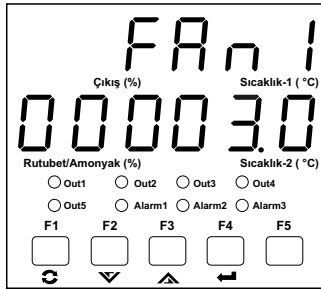 FAn1
Çıkış (%) Sıcaklık-1 ( °C)
00003.0
Rutubet/Amonyak (%) Sıcaklık-2 ( °C)
Out1 Out2 Out3 Out4
Out5 Alarm1 Alarm2 Alarm3
F1 F2 F3 F4 F5